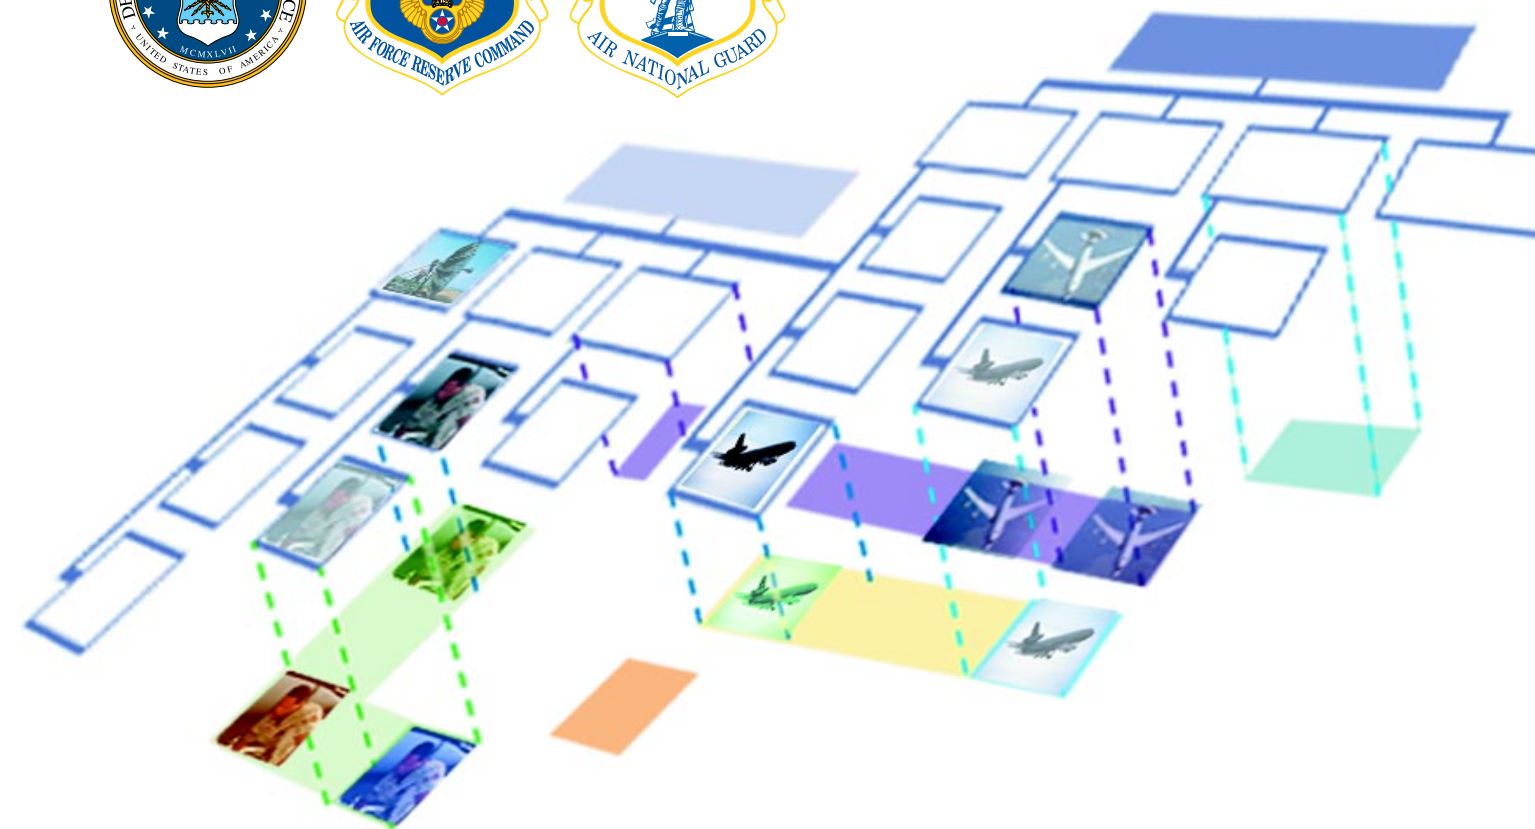 MCMXLVII
UNITED STATES OF AMERICA
AIR FORCE RESERVE COMMAND
AIR NATIONAL GUARD